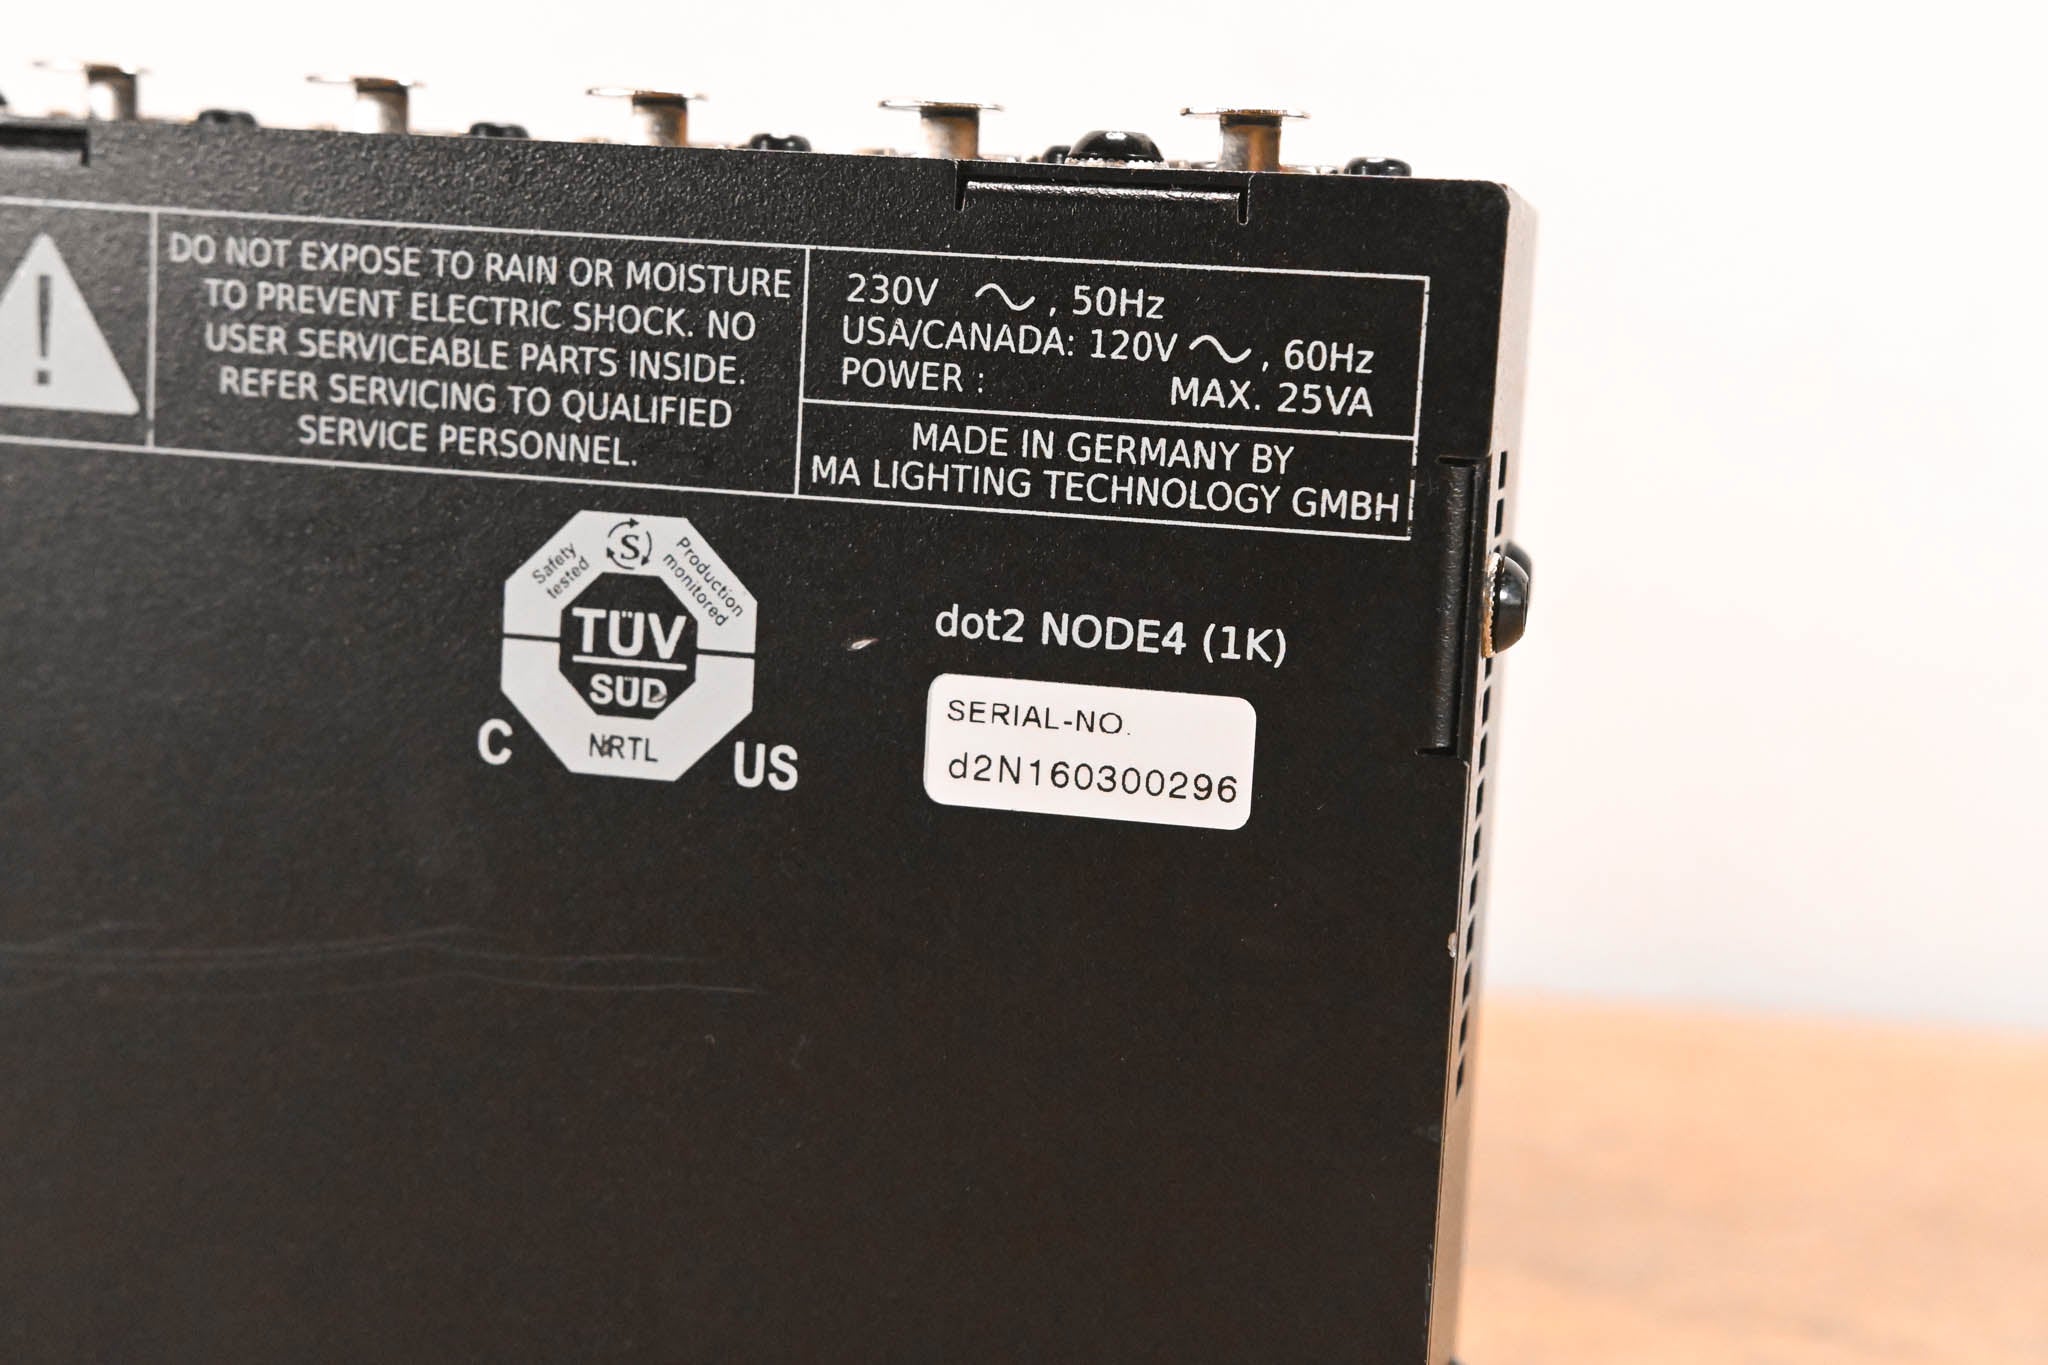 DO NOT EXPOSE TO RAIN OR MOISTURE
TO PREVENT ELECTRIC SHOCK. NO
USER SERVICEABLE PARTS INSIDE.
REFER SERVICING TO QUALIFIED
SERVICE PERSONNEL.
230V ~, 50Hz
USA/CANADA: 120V ~, 60Hz
POWER : MAX. 25VA
MADE IN GERMANY BY
MA LIGHTING TECHNOLOGY GMBH
Safety
tested
S
Production
monitored
TÜV
SÜD
NRTL
C US
dot2 NODE4 (1K)
SERIAL-NO.
d2N160300296